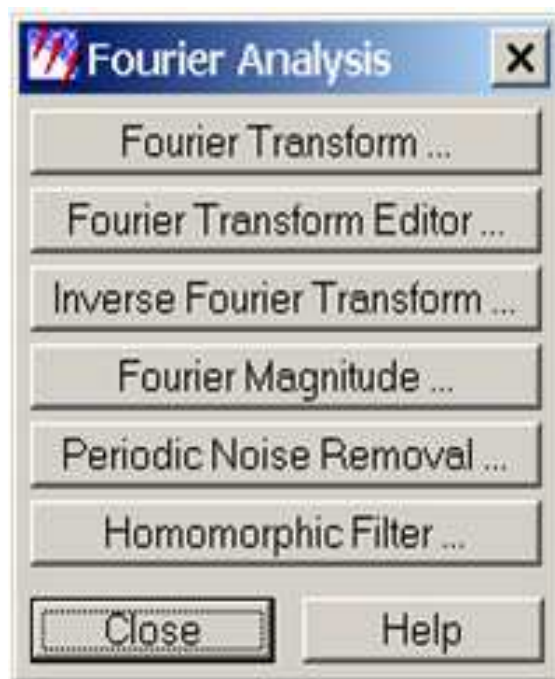 Fourier Analysis
Fourier Transform ...
Fourier Transform Editor ...
Inverse Fourier Transform ...
Fourier Magnitude ...
Periodic Noise Removal ...
Homomorphic Filter ...
Close Help